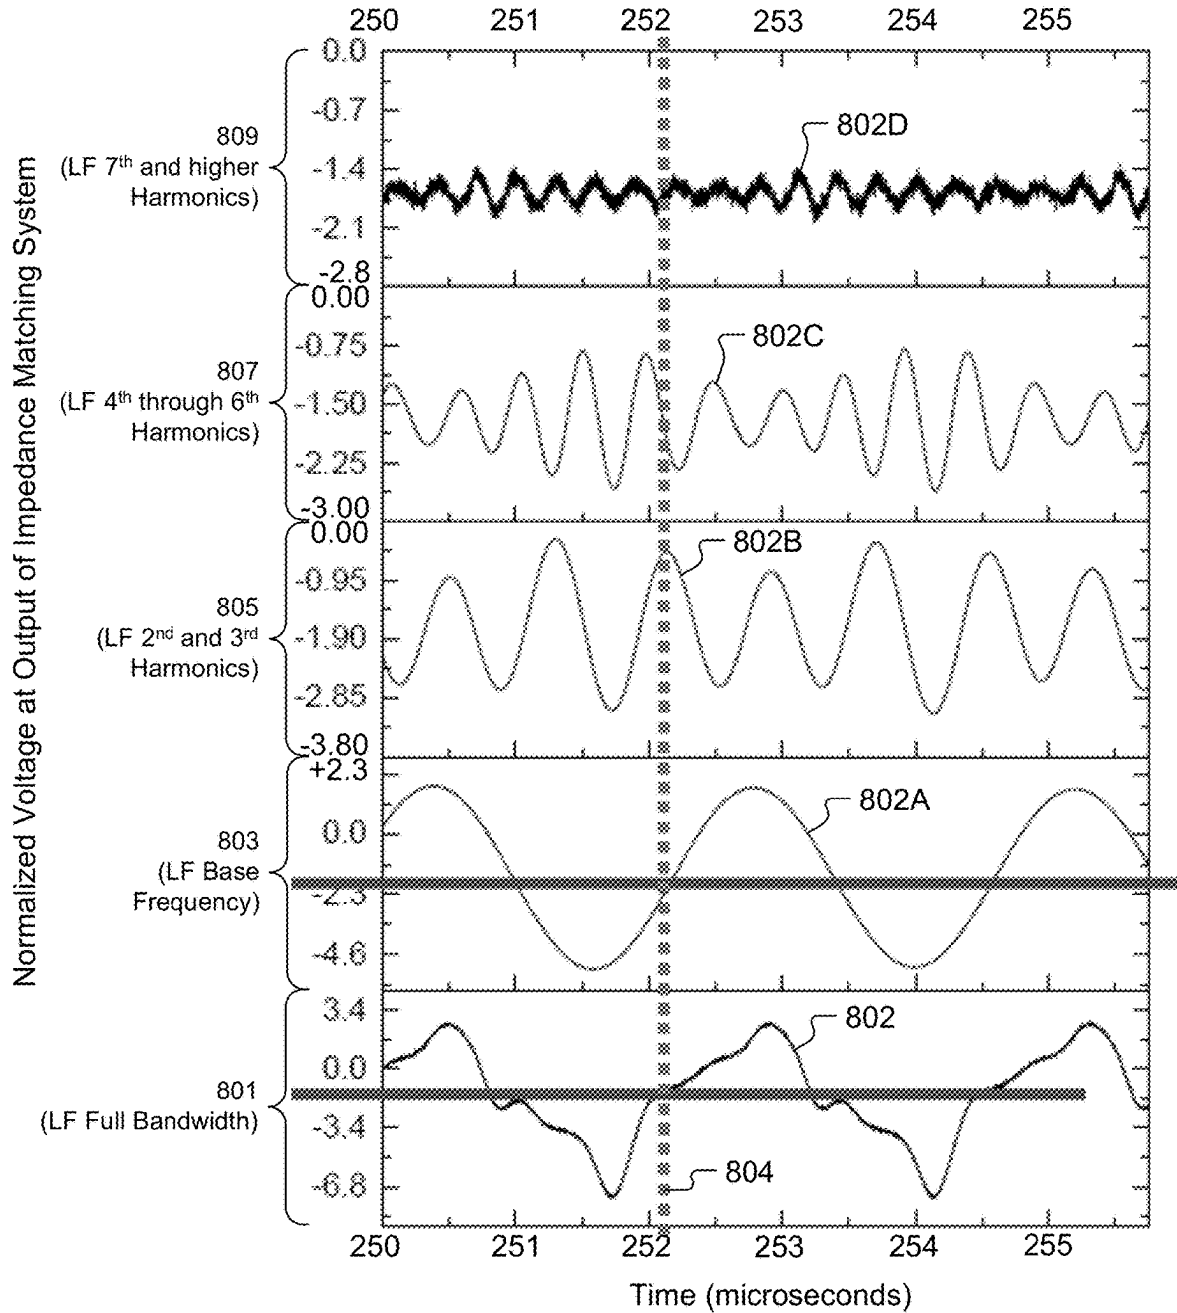 250 251 252 253 254 255
Normalized Voltage at Output of Impedance Matching System
809
(LF 7th and higher
Harmonics)
0.0
-0.7
-1.4
-2.1
-2.8
802D
807
(LF 4th through 6th
Harmonics)
0.00
-0.75
-1.50
-2.25
-3.00
802C
805
(LF 2nd and 3rd
Harmonics)
0.00
-0.95
-1.90
-2.85
-3.80
802B
803
(LF Base
Frequency)
+2.3
0.0
-2.3
-4.6
802A
801
(LF Full Bandwidth)
3.4
0.0
-3.4
-6.8
802
804
250 251 252 253 254 255
Time (microseconds)